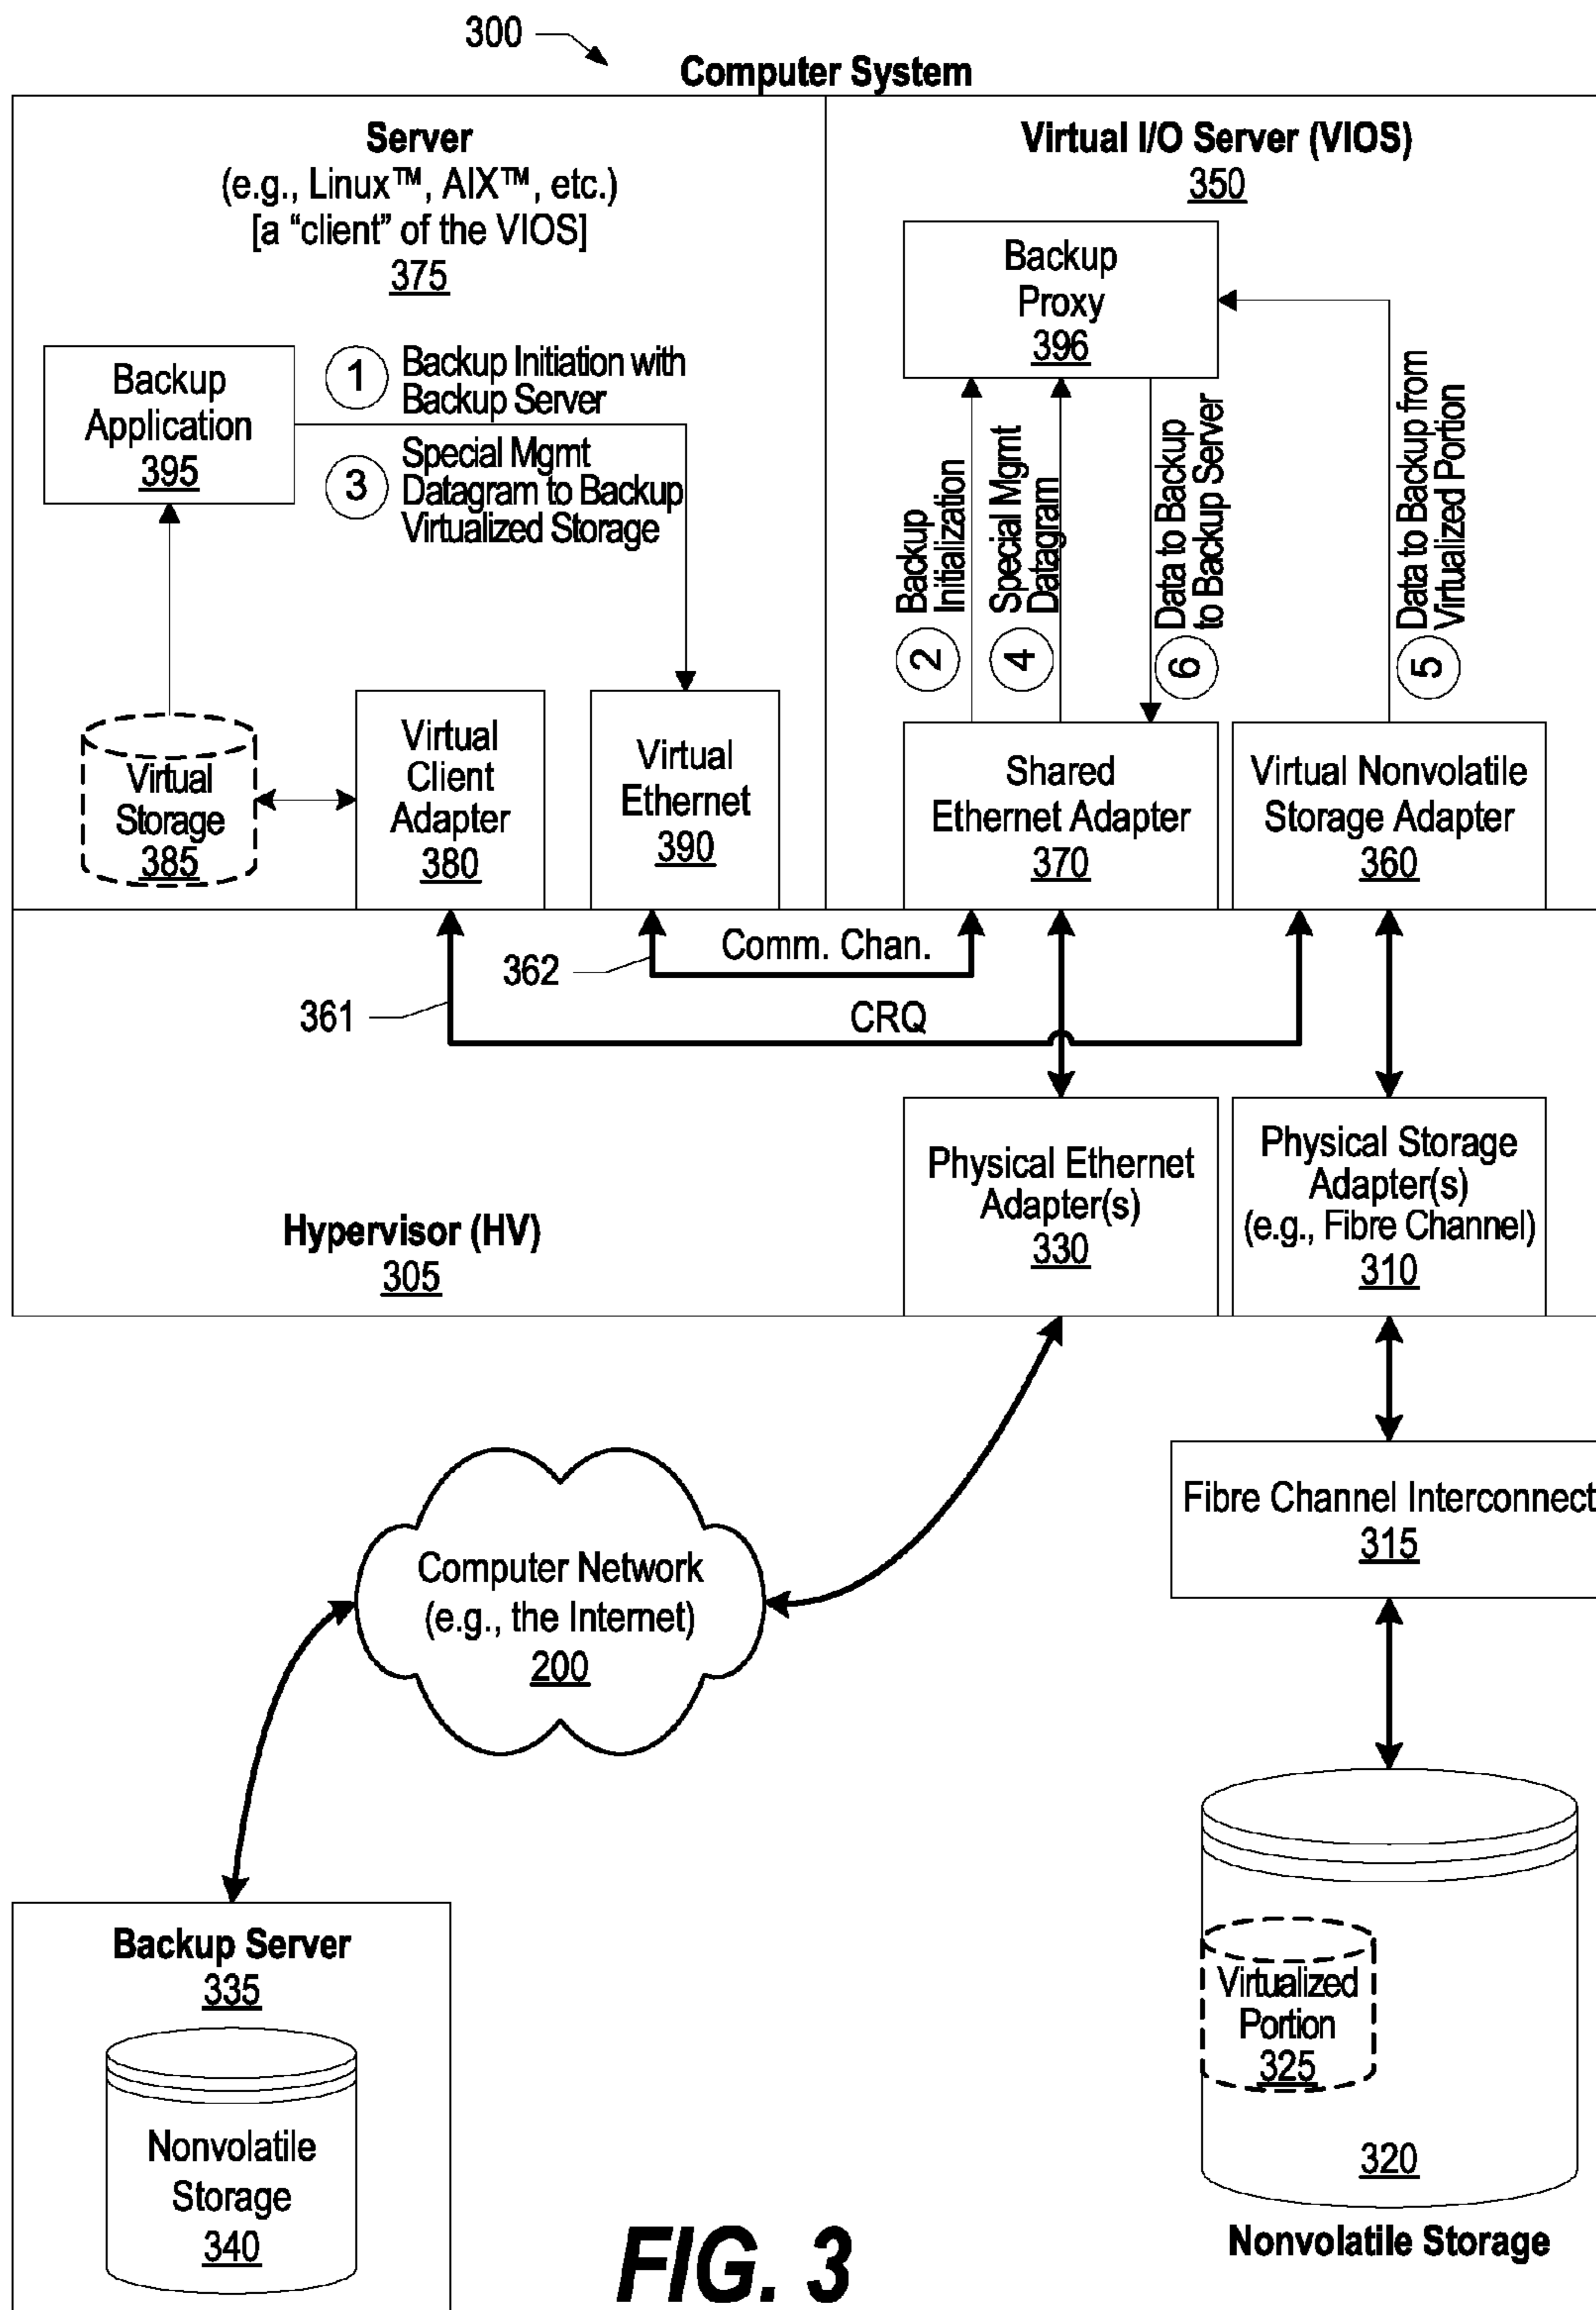 300
Computer System
Server
(e.g., Linux™, AIX™, etc.)
[a “client” of the VIOS]
375
Backup
Application
395
1
Backup Initiation with
Backup Server
3
Special Mgmt
Datagram to Backup
Virtualized Storage
Virtual
Storage
385
Virtual
Client
Adapter
380
Virtual
Ethernet
390
Virtual I/O Server (VIOS)
350
Backup
Proxy
396
2
Backup
Initialization
4
Special Mgmt
Datagram
6
Data to Backup
to Backup Server
5
Data to Backup from
Virtualized Portion
Shared
Ethernet Adapter
370
Virtual Nonvolatile
Storage Adapter
360
362
Comm. Chan.
361
CRQ
Hypervisor (HV)
305
Physical Ethernet
Adapter(s)
330
Physical Storage
Adapter(s)
(e.g., Fibre Channel)
310
Fibre Channel Interconnect
315
Computer Network
(e.g., the Internet)
200
Backup Server
335
Nonvolatile
Storage
340
Virtualized
Portion
325
320
Nonvolatile Storage
FIG. 3